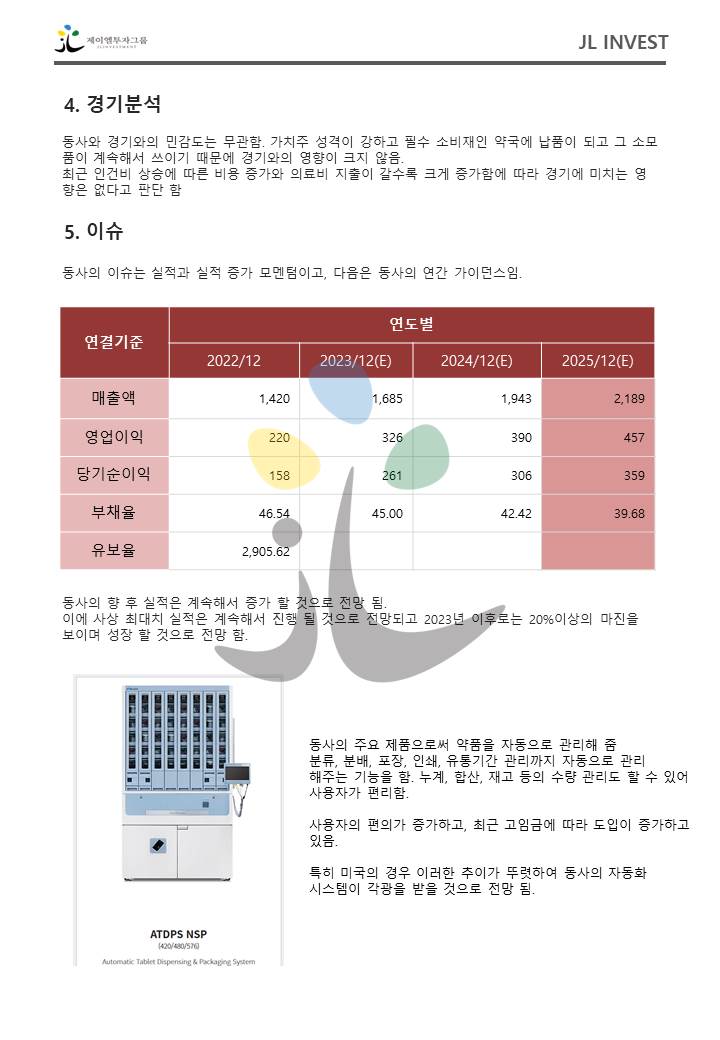 제이엘투자그룹
JL INVESTMENT
JL INVEST
4. 경기분석
동사와 경기와의 민감도는 무관함. 가치주 성격이 강하고 필수 소비재인 약국에 납품이 되고 그 소모
품이 계속해서 쓰이기 때문에 경기와의 영향이 크지 않음.
최근 인건비 상승에 따른 비용 증가와 의료비 지출이 갈수록 크게 증가함에 따라 경기에 미치는 영
향은 없다고 판단 함
5. 이슈
동사의 이슈는 실적과 실적 증가 모멘텀이고, 다음은 동사의 연간 가이던스임.
연결기준 연도별
2022/12 2023/12(E) 2024/12(E) 2025/12(E)
매출액 1,420 1,685 1,943 2,189
영업이익 220 326 390 457
당기순이익 158 261 306 359
부채율 46.54 45.00 42.42 39.68
유보율 2,905.62
동사의 향 후 실적은 계속해서 증가 할 것으로 전망 됨.
이에 사상 최대치 실적은 계속해서 진행 될 것으로 전망되고 2023년 이후로는 20%이상의 마진을
보이며 성장 할 것으로 전망 함.
동사의 주요 제품으로써 약품을 자동으로 관리해 줌
분류, 분배, 포장, 인쇄, 유통기간 관리까지 자동으로 관리
해주는 기능을 함. 누계, 합산, 재고 등의 수량 관리도 할 수 있어
사용자가 편리함.
사용자의 편의가 증가하고, 최근 고임금에 따라 도입이 증가하고
있음.
특히 미국의 경우 이러한 추이가 뚜렷하여 동사의 자동화
시스템이 각광을 받을 것으로 전망 됨.
ATDPS NSP
(420/480/576)
Automatic Tablet Dispensing & Packaging System